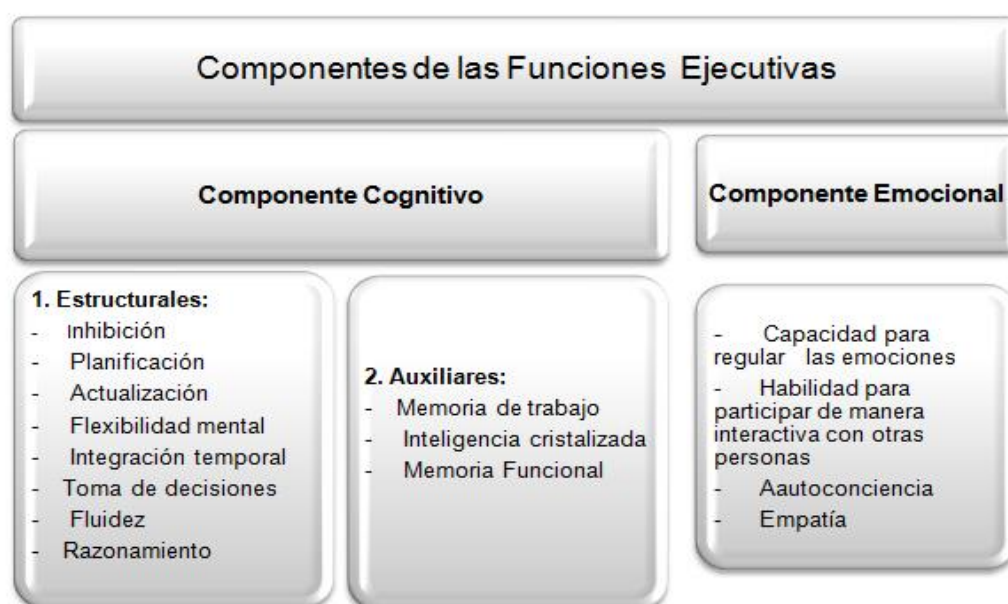 Componentes de las Funciones Ejecutivas
Componente Cognitivo
Componente Emocional
1. Estructurales:
- Inhibición
- Planificación
- Actualización
- Flexibilidad mental
- Integración temporal
- Toma de decisiones
- Fluidez
- Razonamiento
2. Auxiliares:
- Memoria de trabajo
- Inteligencia cristalizada
- Memoria Funcional
- Capacidad para
regular las emociones
- Habilidad para
participar de manera
interactiva con otras
personas
- Aautoconciencia
- Empatía